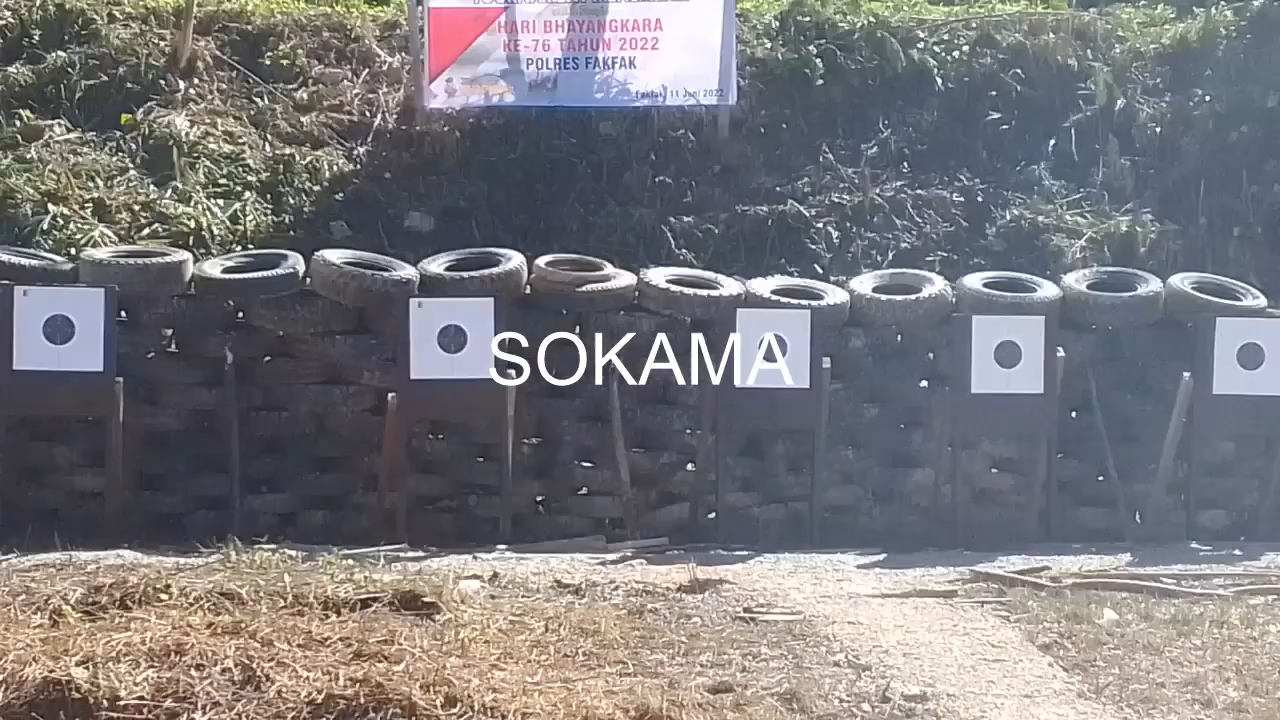 HARI BHAYANGKARA
KE-76 TAHUN 2022
POLRES FAKFAK
Fakfak, 11 Juni 2022
SOKAMA